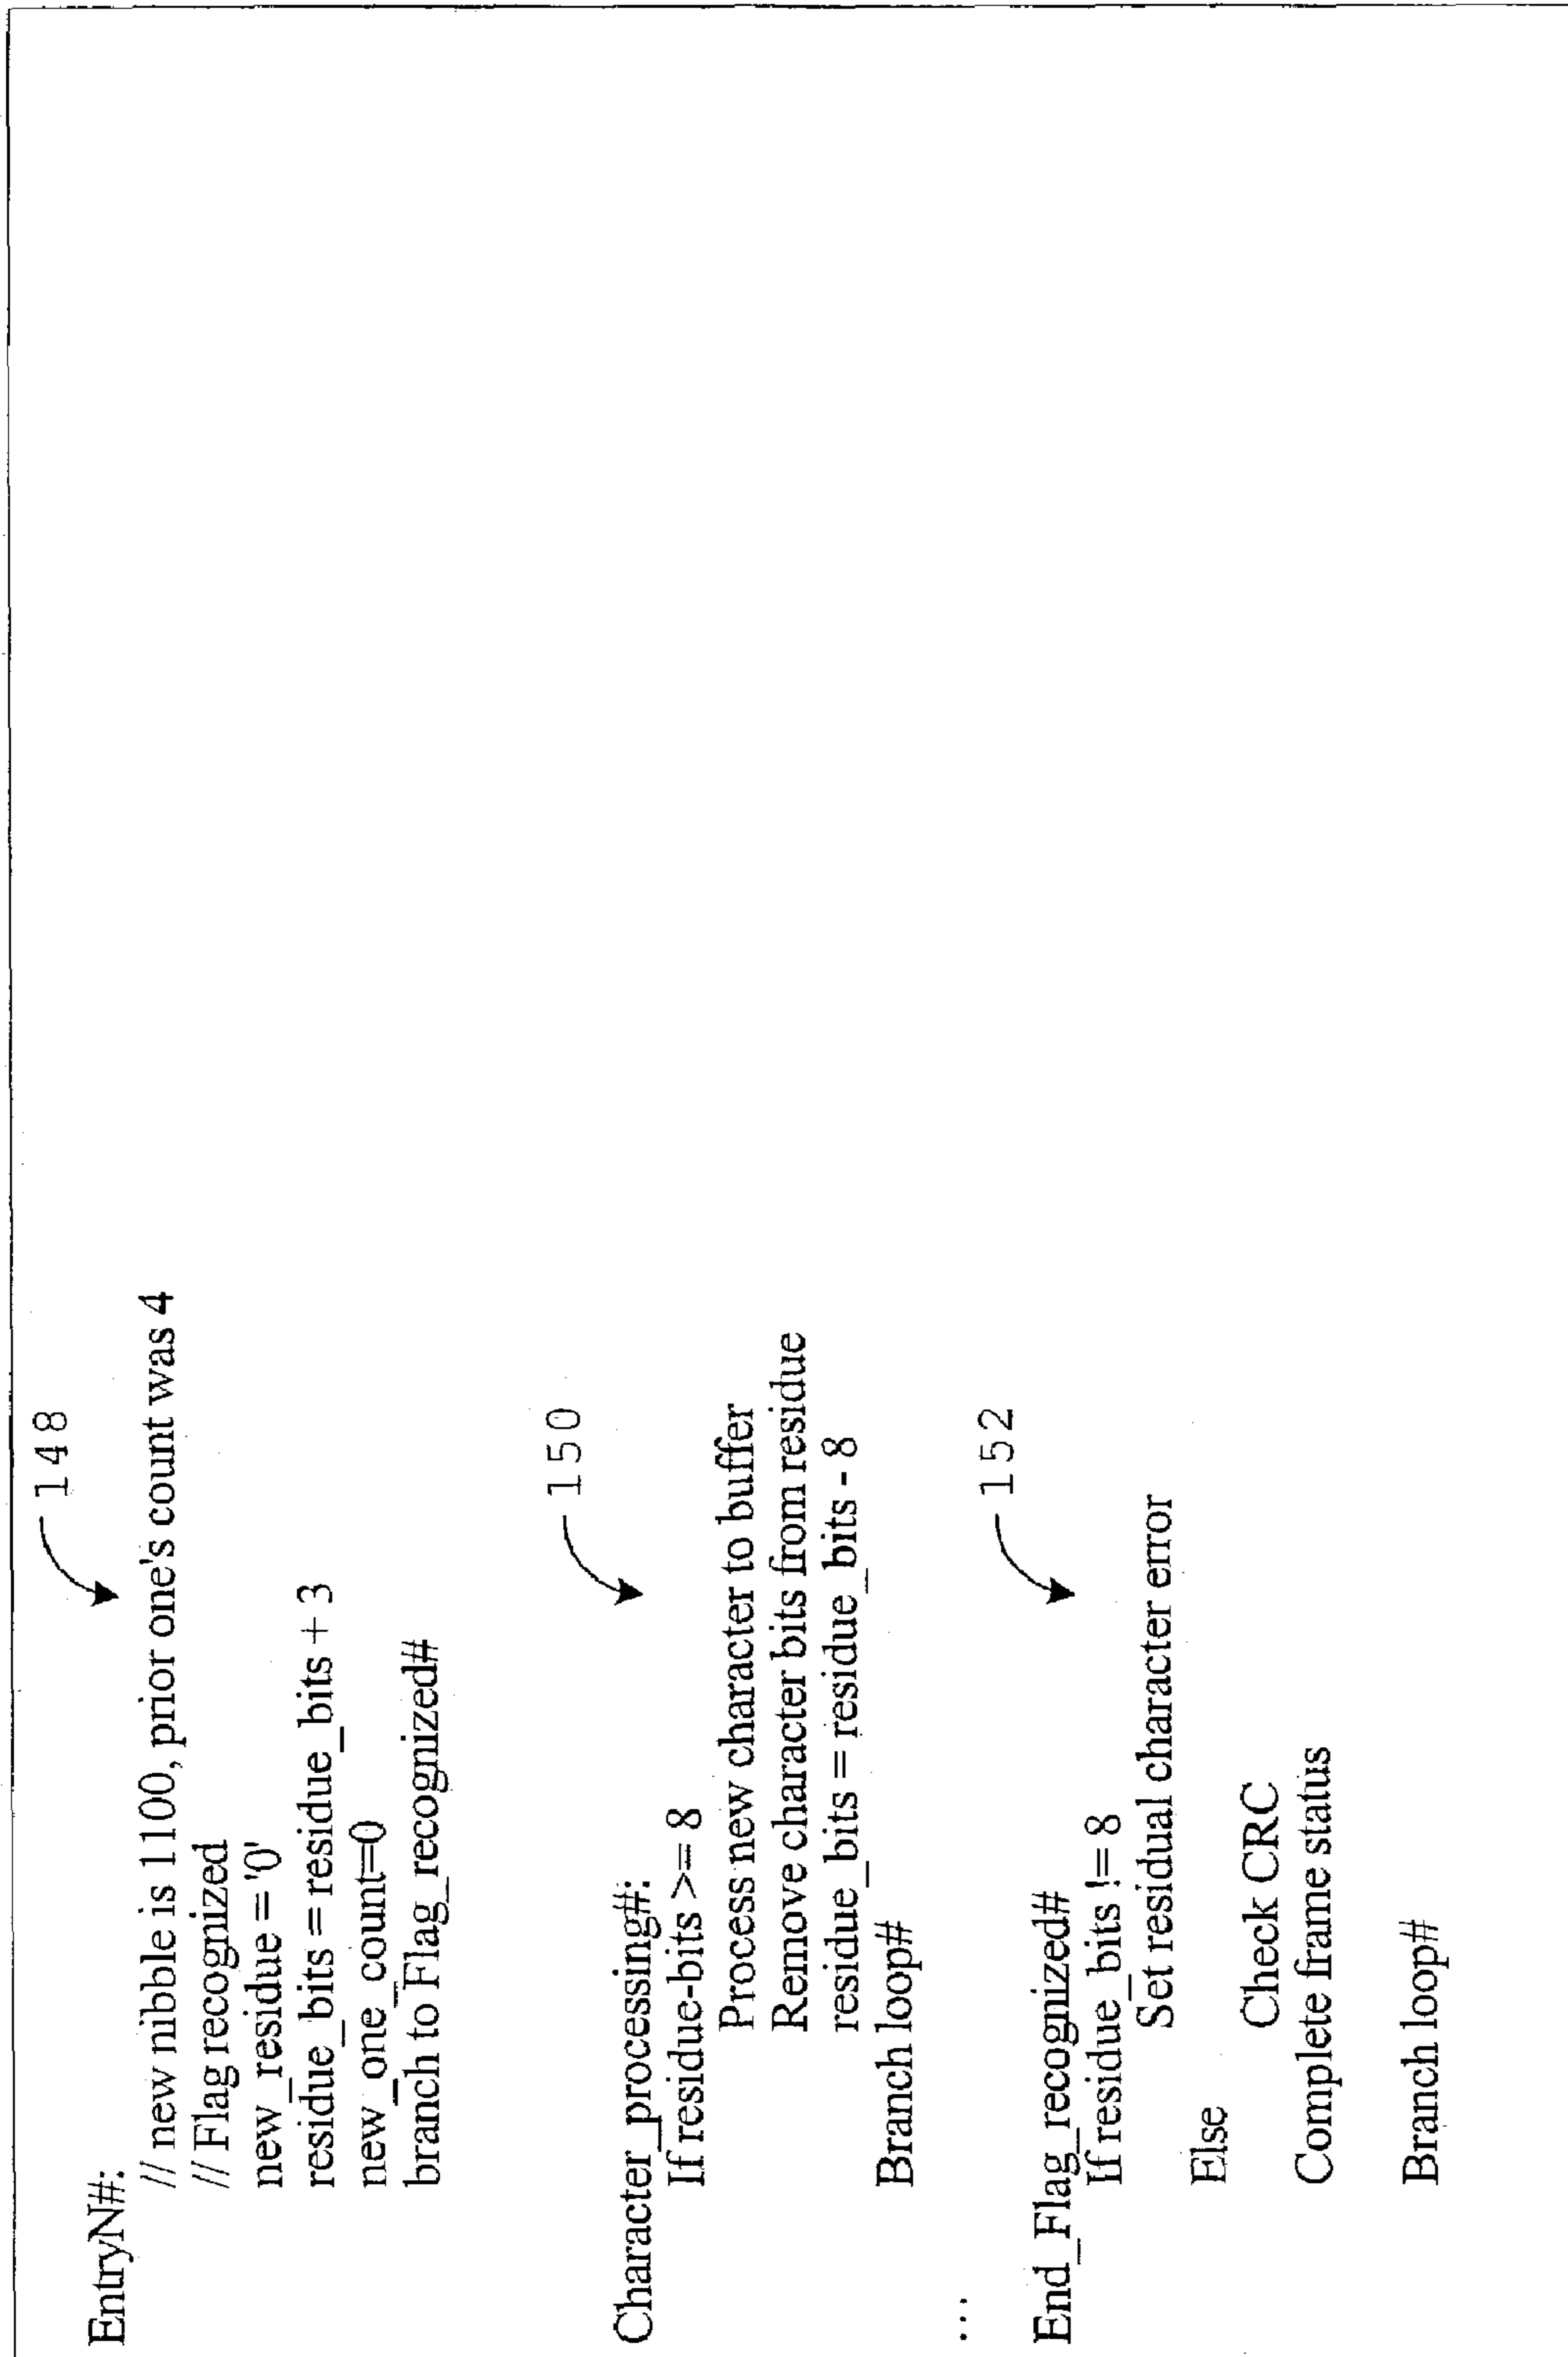 148
EntryN#:
// new nibble is 1100, prior one's count was 4
// Flag recognized
new_residue = '0'
residue_bits = residue_bits + 3
new_one_count=0
branch to Flag_recognized#
150
Character_processing#:
If residue-bits >= 8
Process new character to buffer
Remove character bits from residue
residue_bits = residue_bits - 8
Branch loop#
...
152
End_Flag_recognized#
If residue_bits != 8
Set residual character error
Else
Check CRC
Complete frame status
Branch loop#